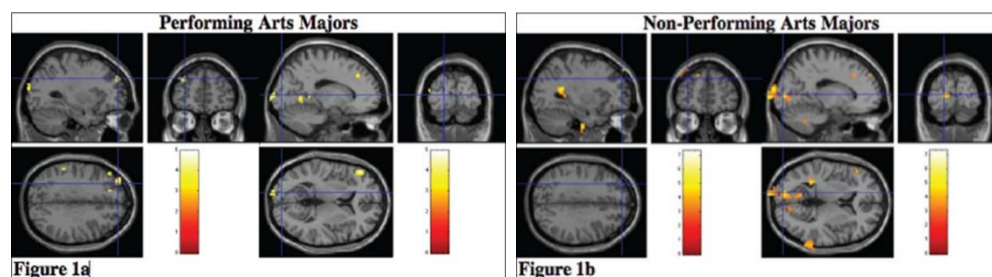 Performing Arts Majors
Figure 1a
Non-Performing Arts Majors
Figure 1b